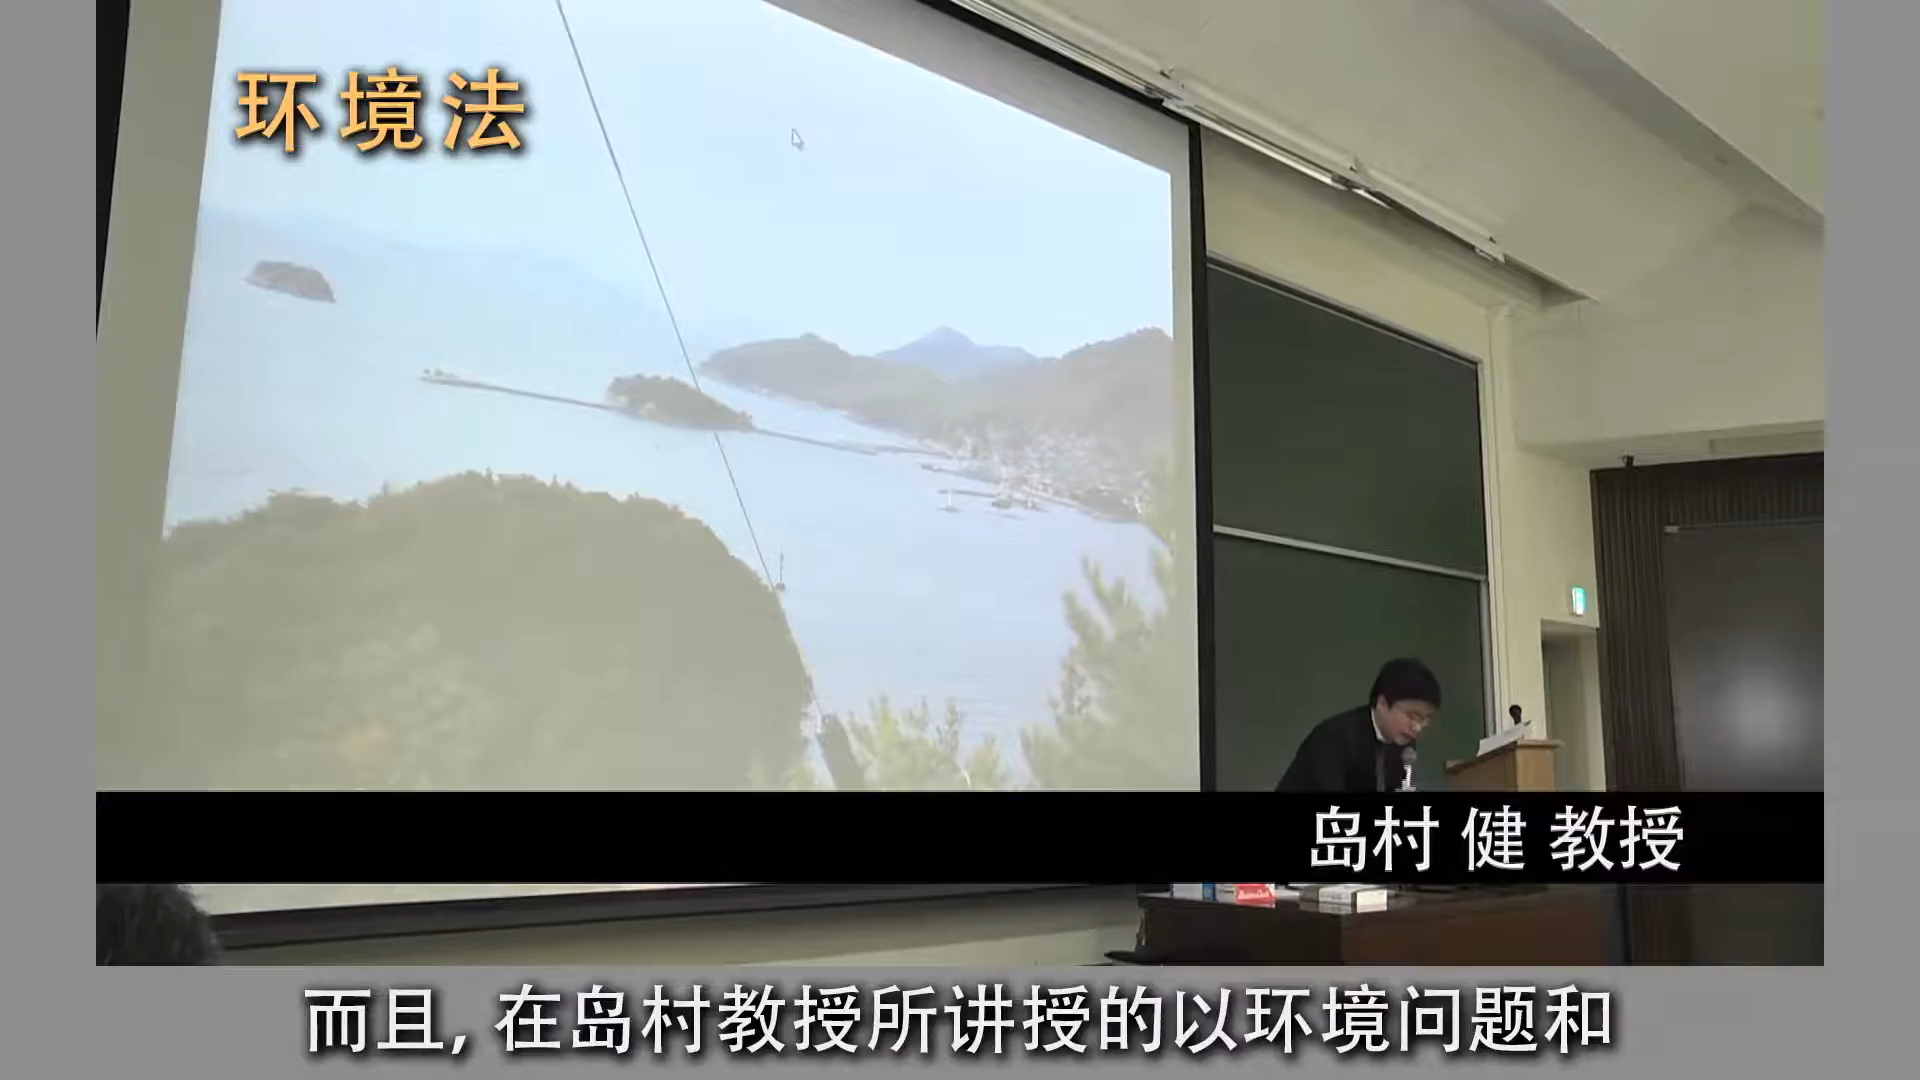 环境法
岛村 健 教授
而且, 在岛村教授所讲授的以环境问题和